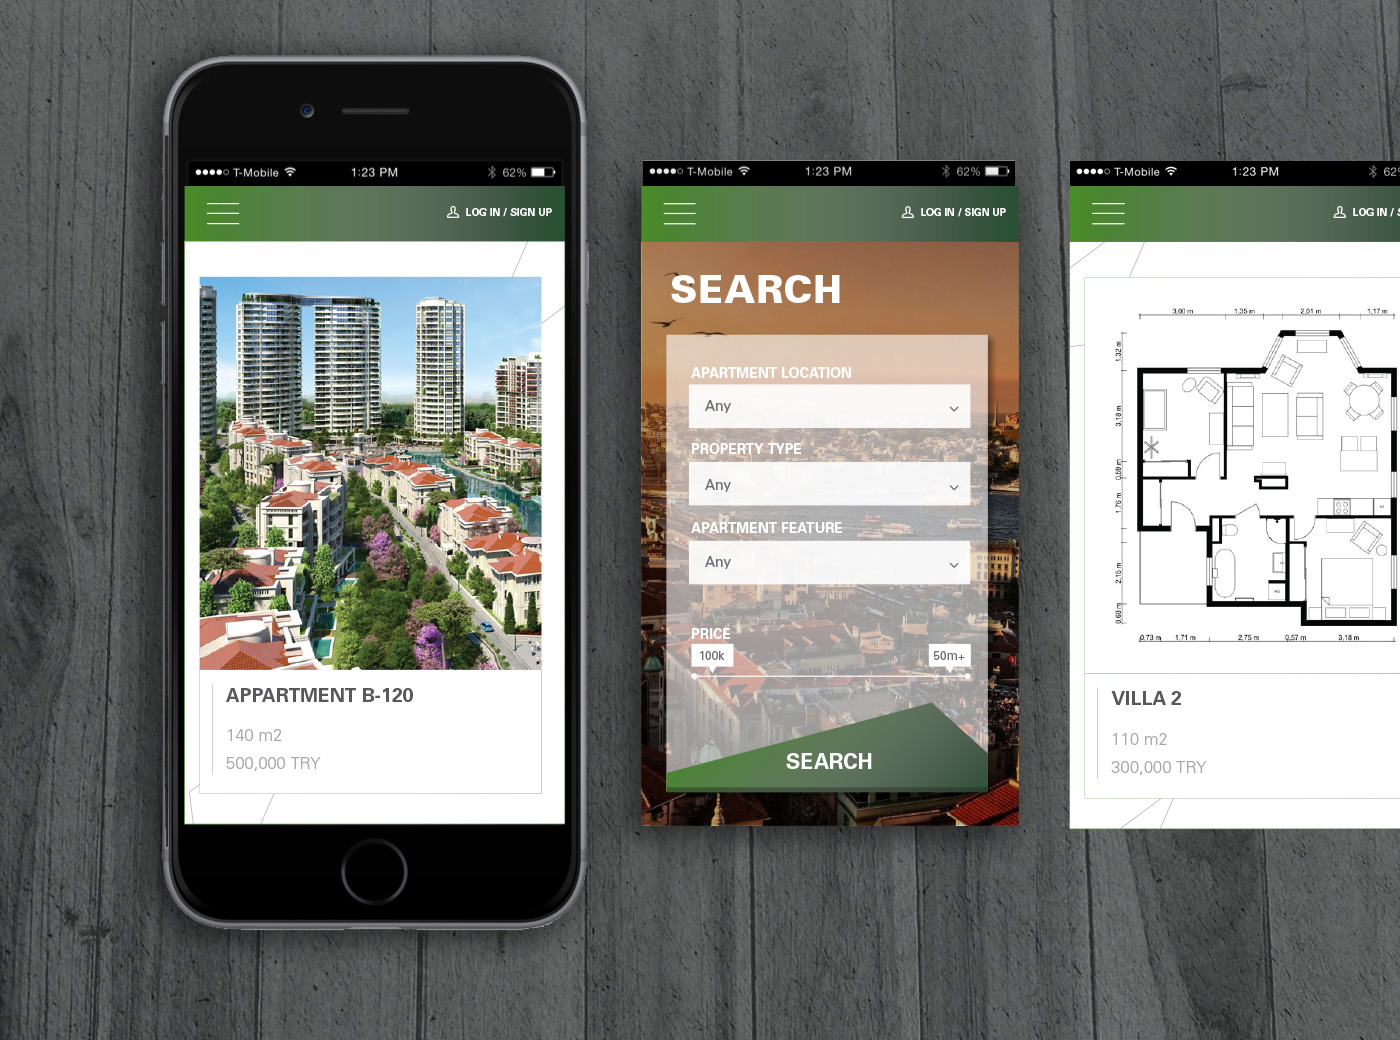 T-Mobile
1:23 PM
62%
LOG IN / SIGN UP
APPARTMENT B-120
140 m2
500,000 TRY
T-Mobile
1:23 PM
62%
LOG IN / SIGN UP
SEARCH
APARTMENT LOCATION
Any
PROPERTY TYPE
Any
APARTMENT FEATURE
Any
PRICE
100k
50m+
SEARCH
T-Mobile
1:23 PM
62
LOG IN /
3,00 m
1,35 m
2,01 m
1,17 m
1,32 m
3,18 m
0,59 m
1,76 m
2,15 m
0,68 m
0,73 m
1,71 m
2,75 m
0,57 m
3,18 m
VILLA 2
110 m2
300,000 TRY